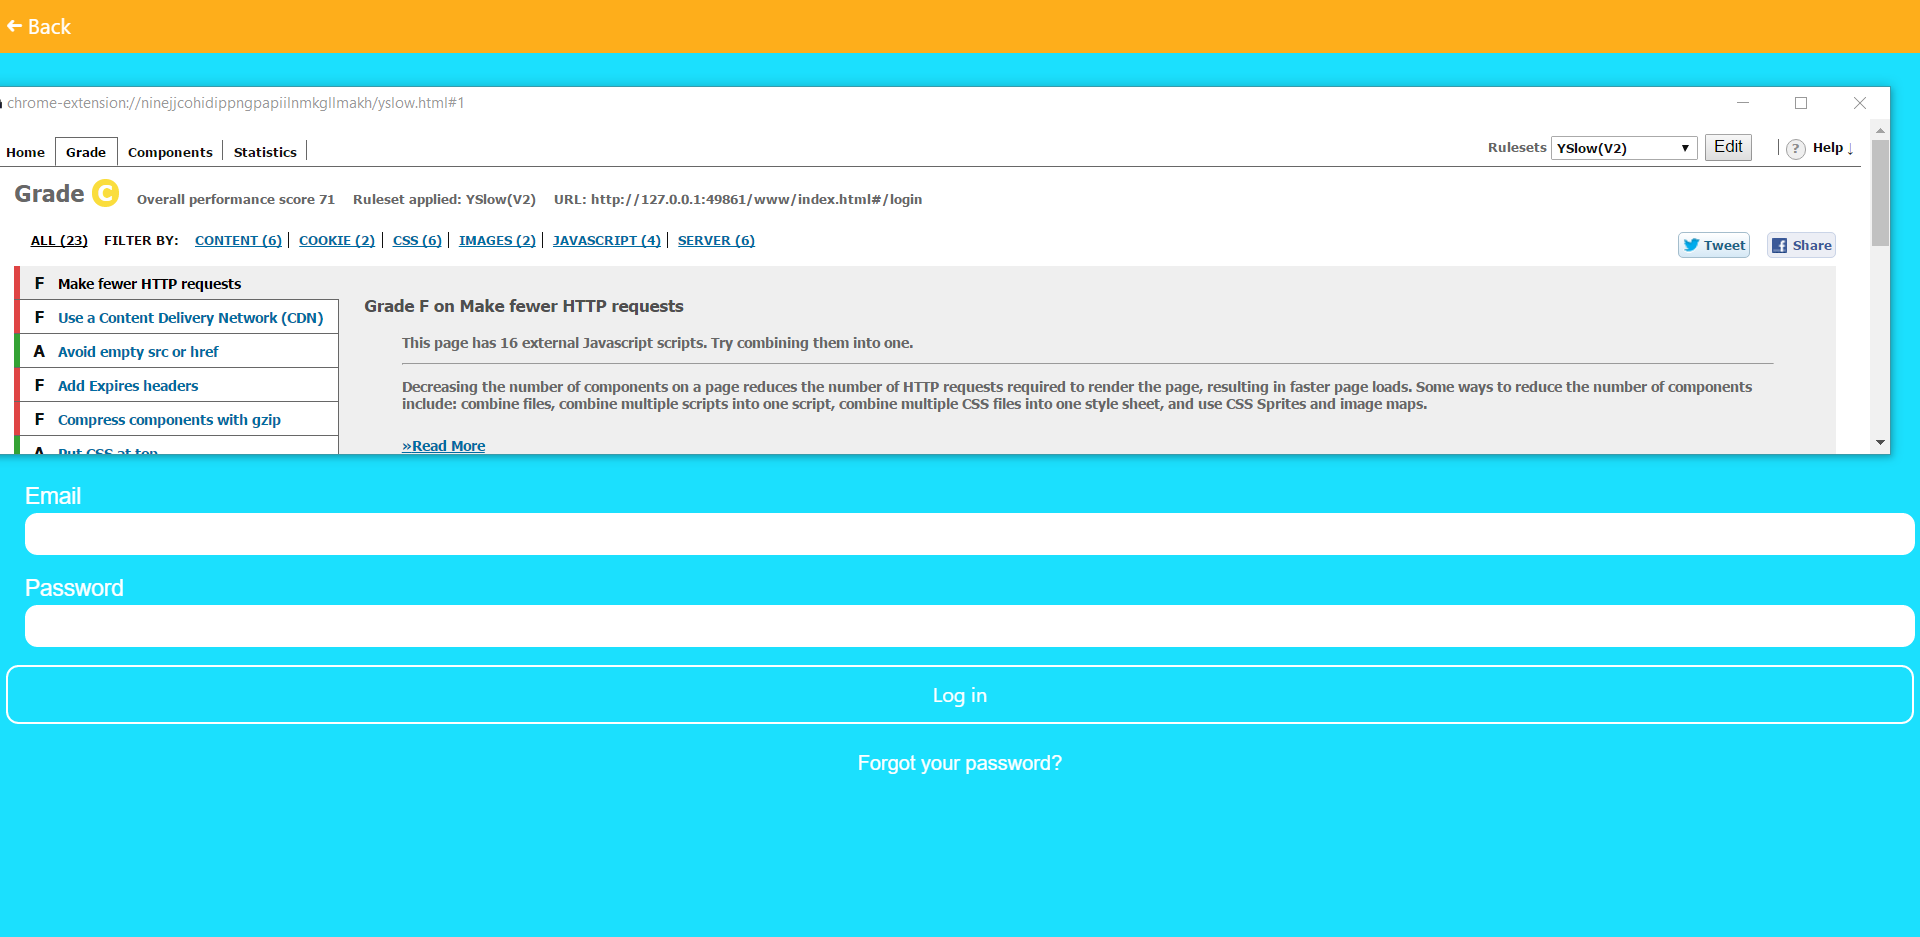 Back
chrome-extension://ninejjcohidippngpapiilnmkgllmakh/yslow.html#1
Home Grade Components Statistics Rulesets YSlow(V2) Edit ? Help ↓
Grade C Overall performance score 71 Ruleset applied: YSlow(V2) URL: http://127.0.0.1:49861/www/index.html#/login
ALL (23) FILTER BY: CONTENT (6) COOKIE (2) CSS (6) IMAGES (2) JAVASCRIPT (4) SERVER (6)
Tweet Share
F Make fewer HTTP requests
F Use a Content Delivery Network (CDN)
A Avoid empty src or href
F Add Expires headers
F Compress components with gzip
A Put CSS at top
Grade F on Make fewer HTTP requests
This page has 16 external Javascript scripts. Try combining them into one.
Decreasing the number of components on a page reduces the number of HTTP requests required to render the page, resulting in faster page loads. Some ways to reduce the number of components
include: combine files, combine multiple scripts into one script, combine multiple CSS files into one style sheet, and use CSS Sprites and image maps.
»Read More
Email
Password
Log in
Forgot your password?